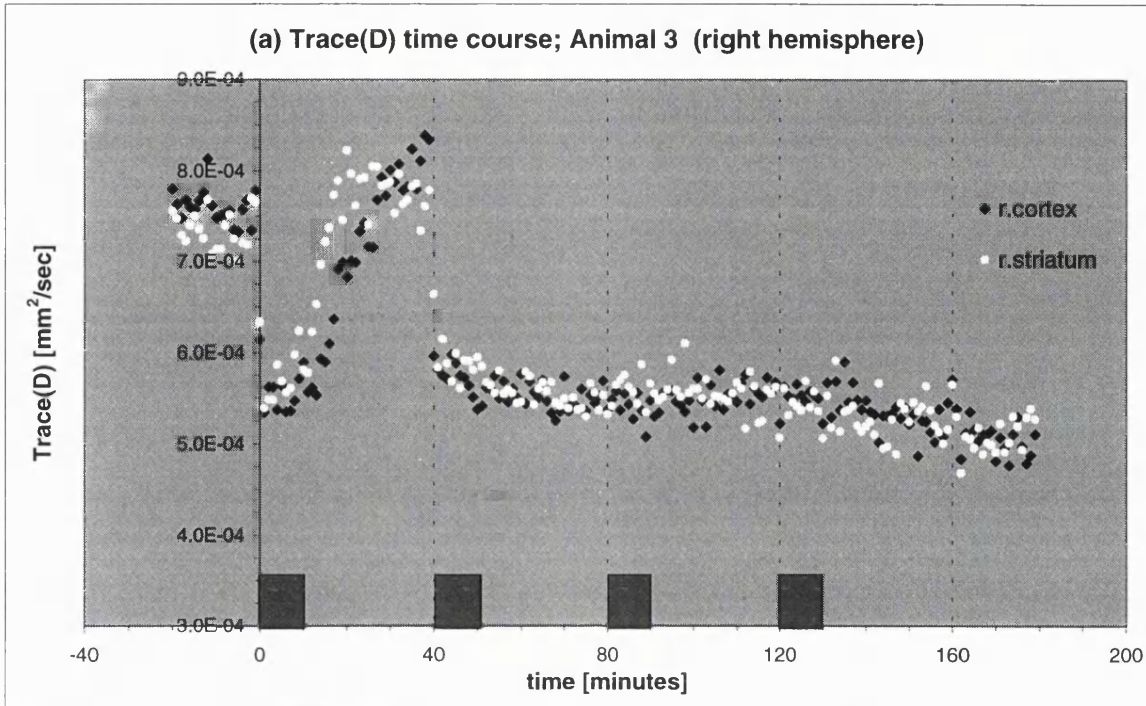 (a) Trace(D) time course; Animal 3 (right hemisphere)
Trace(D) [mm²/sec]
9.0E-04
8.0E-04
7.0E-04
6.0E-04
5.0E-04
4.0E-04
3.0E-04
r.cortex
r.striatum
-40 0 40 80 120 160 200
time [minutes]